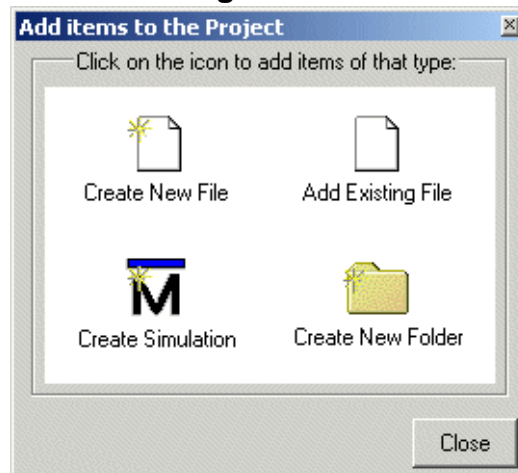 Add items to the Project
Click on the icon to add items of that type:
Create New File
Add Existing File
M
Create Simulation
Create New Folder
Close